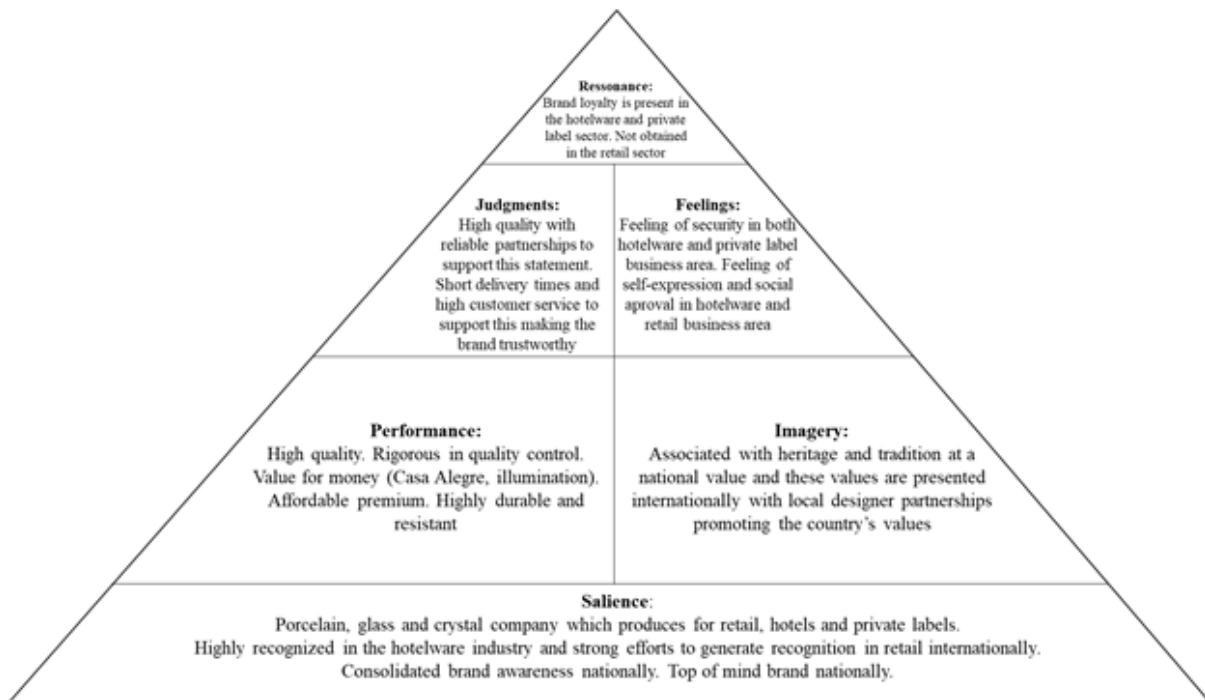 Ressonance:
Brand loyalty is present in
the hotelware and private
label sector. Not obtained
in the retail sector
Judgments:
High quality with
reliable partnerships to
support this statement.
Short delivery times and
high customer service to
support this making the
brand trustworthy
Feelings:
Feeling of security in both
hotelware and private label
business area. Feeling of
self-expression and social
aproval in hotelware and
retail business area
Performance:
High quality. Rigorous in quality control.
Value for money (Casa Alegre, illumination).
Affordable premium. Highly durable and
resistant
Imagery:
Associated with heritage and tradition at a
national value and these values are presented
internationally with local designer partnerships
promoting the country's values
Salience:
Porcelain, glass and crystal company which produces for retail, hotels and private labels.
Highly recognized in the hotelware industry and strong efforts to generate recognition in retail internationally.
Consolidated brand awareness nationally. Top of mind brand nationally.